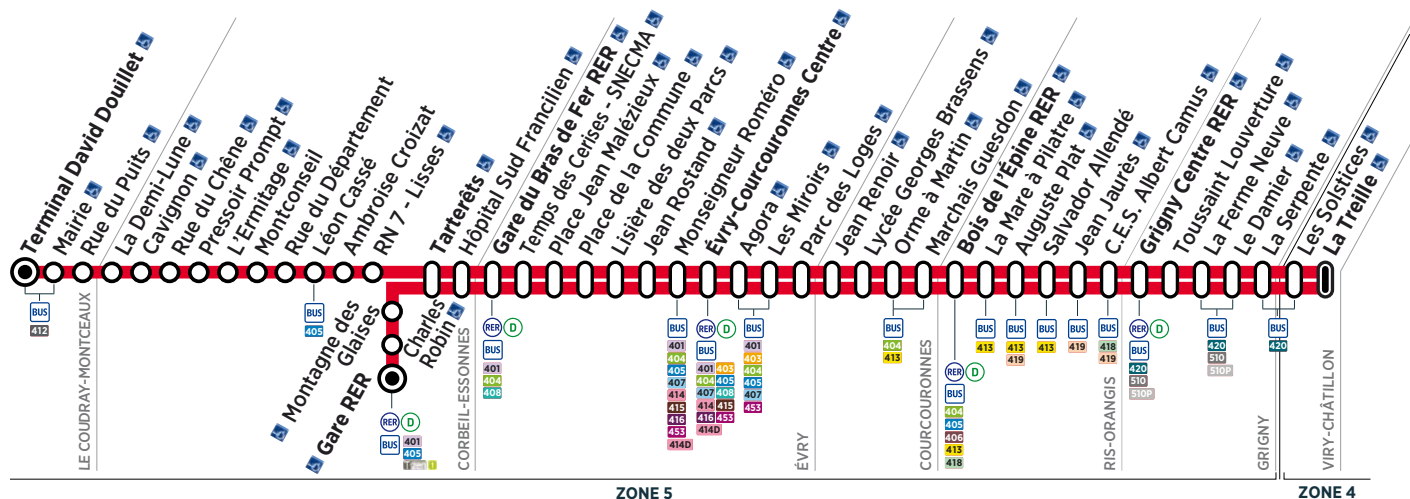 Terminal David Douillet
Mairie
Rue du Puits
La Demi-Lune
Cavignon
Rue du Chêne
Pressoir Prompt
L'Ermitage
Montconseil
Rue du Département
Léon Cassé
Ambroise Croizat
RN 7 - Lisses
Tarterêts
Hôpital Sud Francilien
Gare du Bras de Fer RER
Temps des Cerises - SNECMA
Place Jean Malézieux
Place de la Commune
Lisière des deux Parcs
Jean Rostand
Monseigneur Roméro
Évry-Courcouronnes Centre
Agora
Les Miroirs
Parc des Loges
Jean Renoir
Lycée Georges Brassens
Orme à Martin
Marchais Guesdon
Bois de l'Épine RER
La Mare à Pilatre
Auguste Plat
Salvador Allendé
Jean Jaurès
C.E.S. Albert Camus
Grigny Centre RER
Toussaint Louverture
La Ferme Neuve
Le Damier
La Serpente
Les Solstices
La Treille
Montagne des
Glaises
Charles
Robin
Gare RER
BUS
412
BUS
405
RER D
BUS 401
405
RER D
BUS
401
404
408
BUS
401
404
405
407
414
415
416
453
414D
RER D
BUS
401 403
404 405
407 408
414 415
416 453
414D
BUS
401
403
404
405
407
453
BUS
404
413
RER D
BUS
404
405
406
413
418
BUS
413
BUS
413
419
BUS
413
BUS
419
BUS
418
419
RER D
BUS
420
510
510P
BUS
420
510
510P
BUS
420
LE COUDRAY-MONTCEAUX
CORBEIL-ESSONNES
ÉVRY
COURCOURONNES
RIS-ORANGIS
GRIGNY
VIRY-CHÂTILLON
ZONE 5
ZONE 4